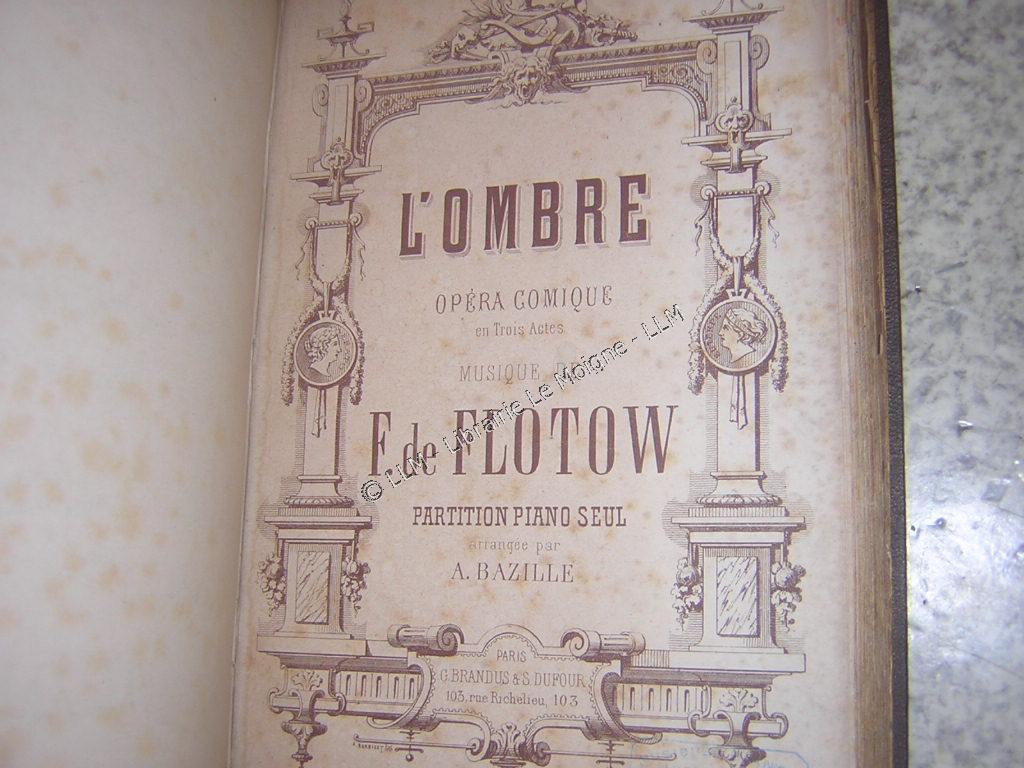 L'OMBRE
OPÉRA COMIQUE
en Trois Actes
MUSIQUE DE
F. de FLOTOW
© LLM - Librairie Le Moigne - LLM
PARTITION PIANO SEUL
arrangée par
A. BAZILLE
PARIS
G. BRANDUS & S. DUFOUR
103, rue Richelieu, 103